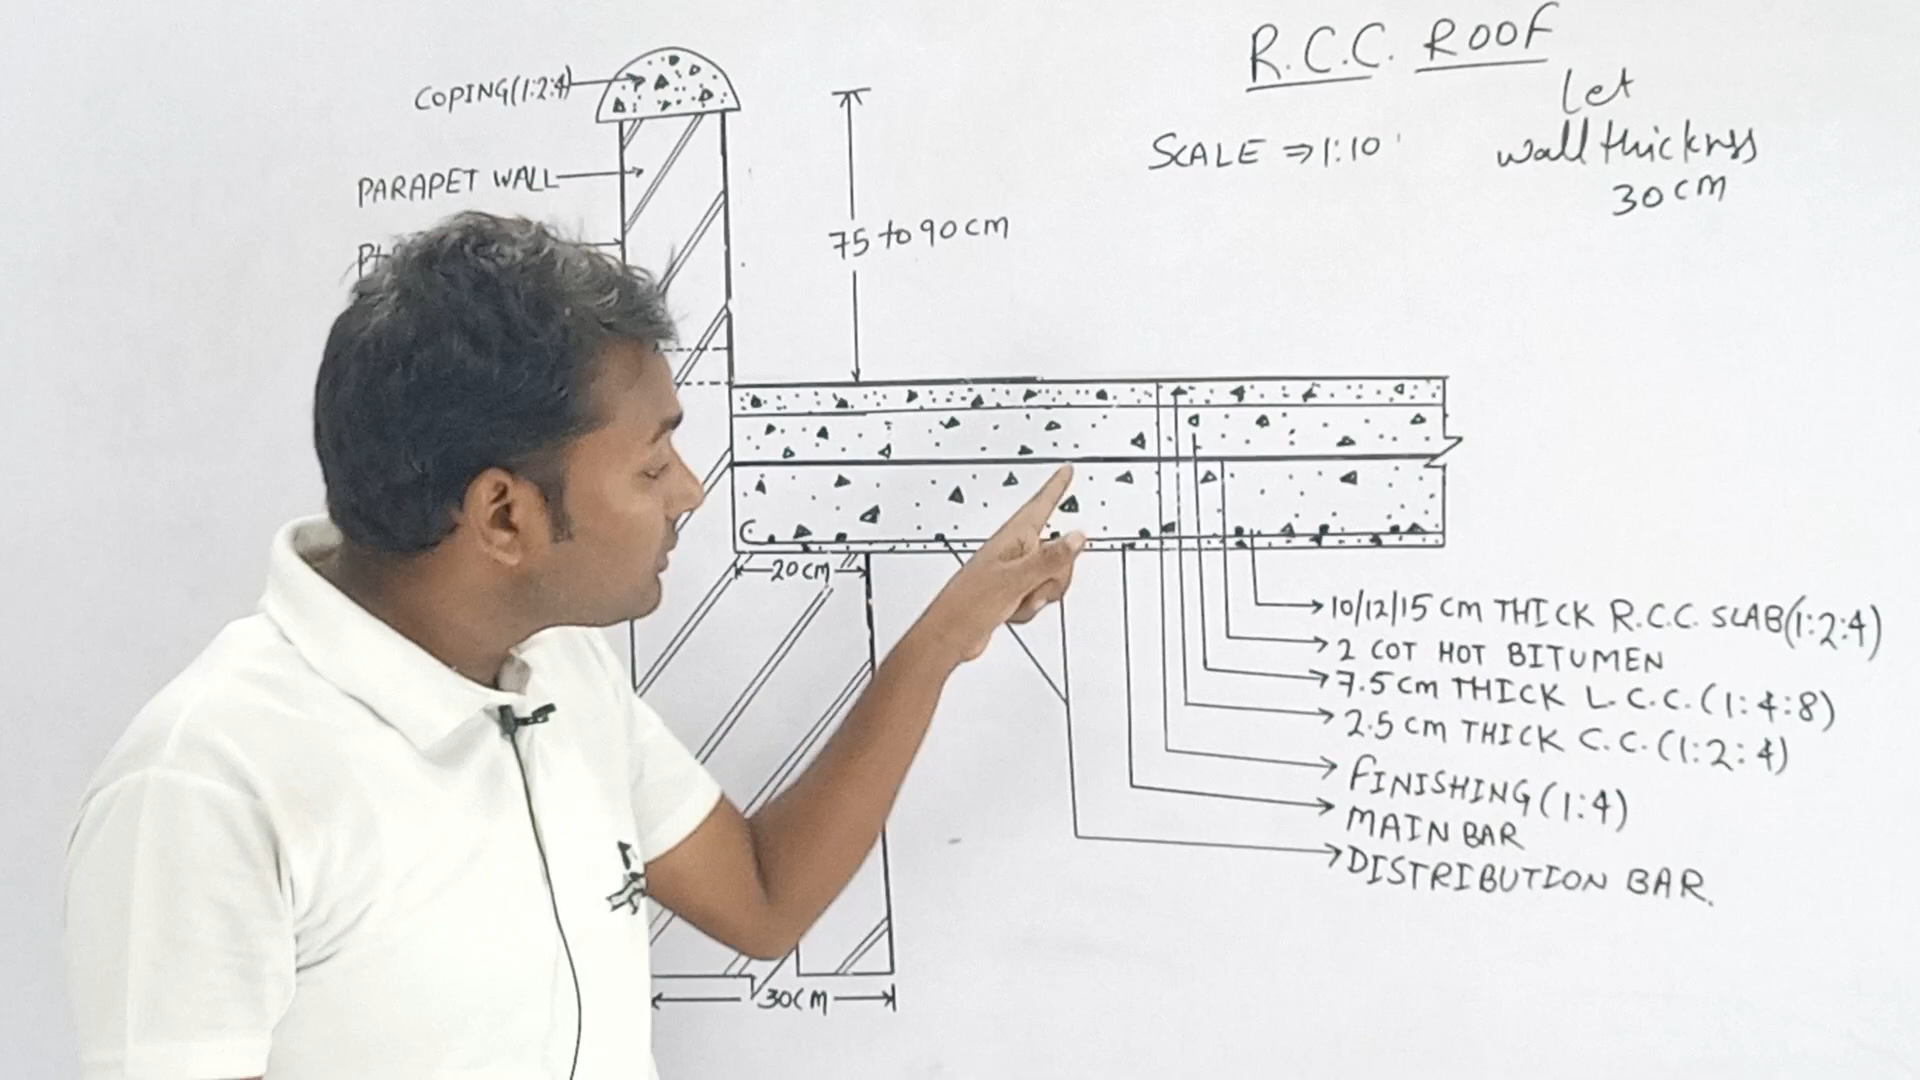 R.C.C. ROOF
SCALE ⇒ 1:10
Let
wall thickness
30 cm
COPING (1:2:4)
PARAPET WALL
75 to 90 cm
20 cm
10/12/15 cm THICK R.C.C. SLAB (1:2:4)
2 COT HOT BITUMEN
7.5 cm THICK L.C.C. (1:4:8)
2.5 cm THICK C.C. (1:2:4)
FINISHING (1:4)
MAIN BAR
DISTRIBUTION BAR.
30 CM